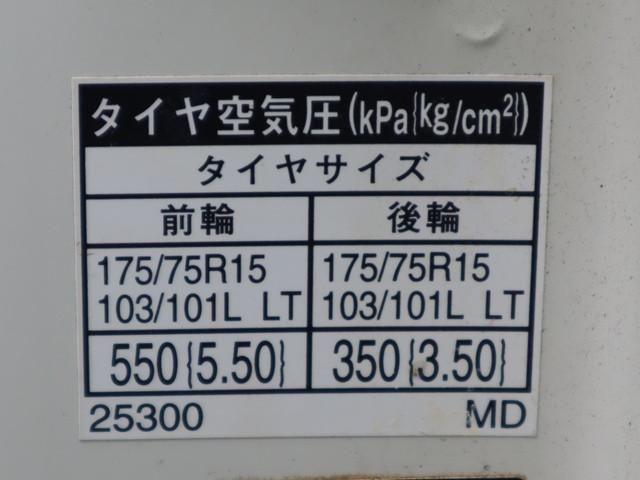 タイヤ空気圧(kPa{kg/cm²})
タイヤサイズ
前輪 後輪
175/75R15 175/75R15
103/101L LT 103/101L LT
550{5.50} 350{3.50}
25300 MD